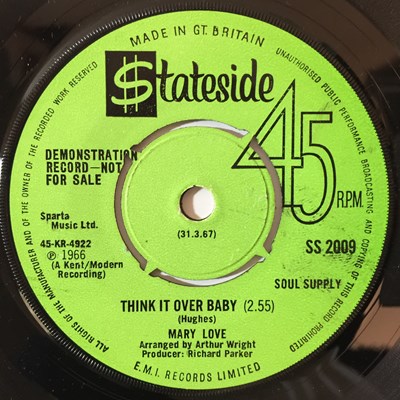 MADE IN GT. BRITAIN
ALL RIGHTS OF THE MANUFACTURER AND OF THE OWNER OF THE RECORDED WORK RESERVED
UNAUTHORISED PUBLIC PERFORMANCE, BROADCASTING AND COPYING OF THIS RECORD PROHIBITED
$tateside
45
R.P.M.
DEMONSTRATION
RECORD—NOT
FOR SALE
Sparta
Music Ltd.
(31.3.67)
45-KR-4922
℗ 1966
(A Kent/Modern
Recording)
SS 2009
SOUL SUPPLY
THINK IT OVER BABY (2.55)
(Hughes)
MARY LOVE
Arranged by Arthur Wright
Producer: Richard Parker
E.M.I. RECORDS LIMITED